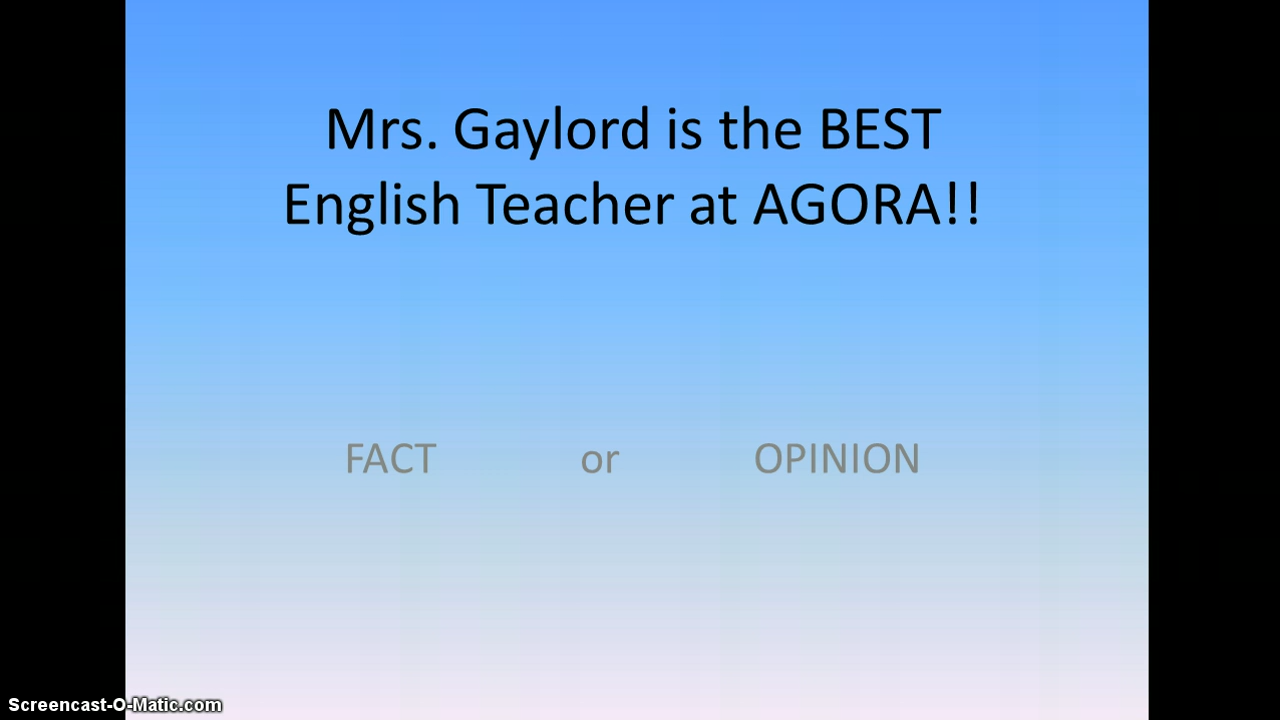 Mrs. Gaylord is the BEST
English Teacher at AGORA!!
FACT or OPINION
Screencast-O-Matic.com